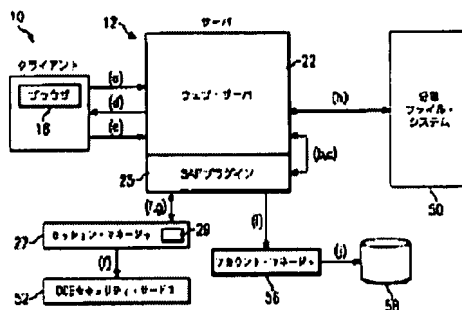 10
12
サーバ
クライアント
ブラウザ
16
(a)
(d)
(e)
ウェブ・サーバ
22
(h)
分散
ファイル・
システム
50
(b,c)
25
SAPプラグイン
(f,g)
(i)
27
セッション・マネージャ
29
(f)
アカウント・マネージャ
56
(j)
58
52
DCEセキュリティ・サービス